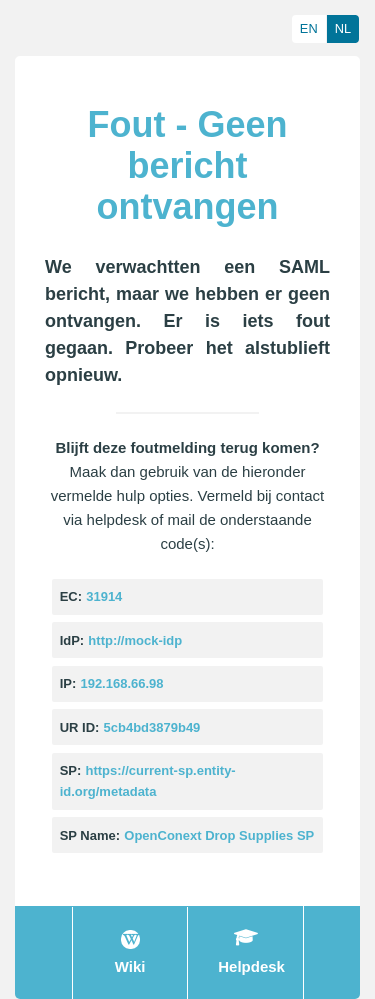 EN NL
Fout - Geen
bericht
ontvangen
We verwachtten een SAML
bericht, maar we hebben er geen
ontvangen. Er is iets fout
gegaan. Probeer het alstublieft
opnieuw.
Blijft deze foutmelding terug komen?
Maak dan gebruik van de hieronder
vermelde hulp opties. Vermeld bij contact
via helpdesk of mail de onderstaande
code(s):
EC: 31914
IdP: http://mock-idp
IP: 192.168.66.98
UR ID: 5cb4bd3879b49
SP: https://current-sp.entity-
id.org/metadata
SP Name: OpenConext Drop Supplies SP
Wiki Helpdesk